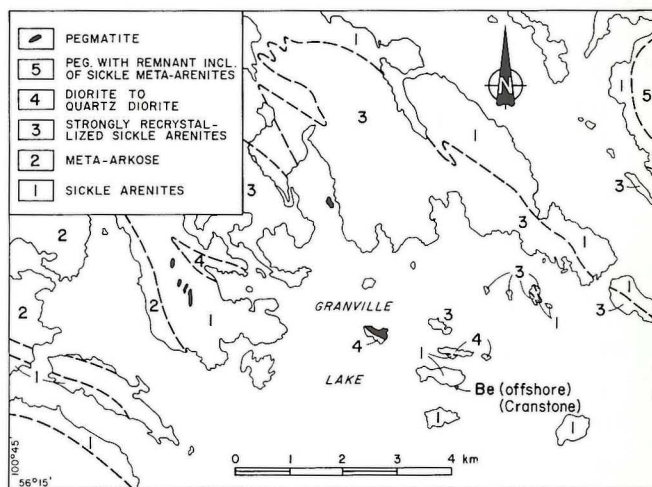 PEGMATITE
5 PEG. WITH REMNANT INCL. OF SICKLE META-ARENITES
4 DIORITE TO QUARTZ DIORITE
3 STRONGLY RECRYSTAL-
LIZED SICKLE ARENITES
2 META-ARKOSE
1 SICKLE ARENITES
N
1
1
5
3
1
3
3
2
4
3
1
3
1
2
2
1
GRANVILLE
3
1
3
4
4
1
LAKE
1
Be (offshore)
(Cranstone)
1
1
1
100°45'
56°15'
0 1 2 3 4 km